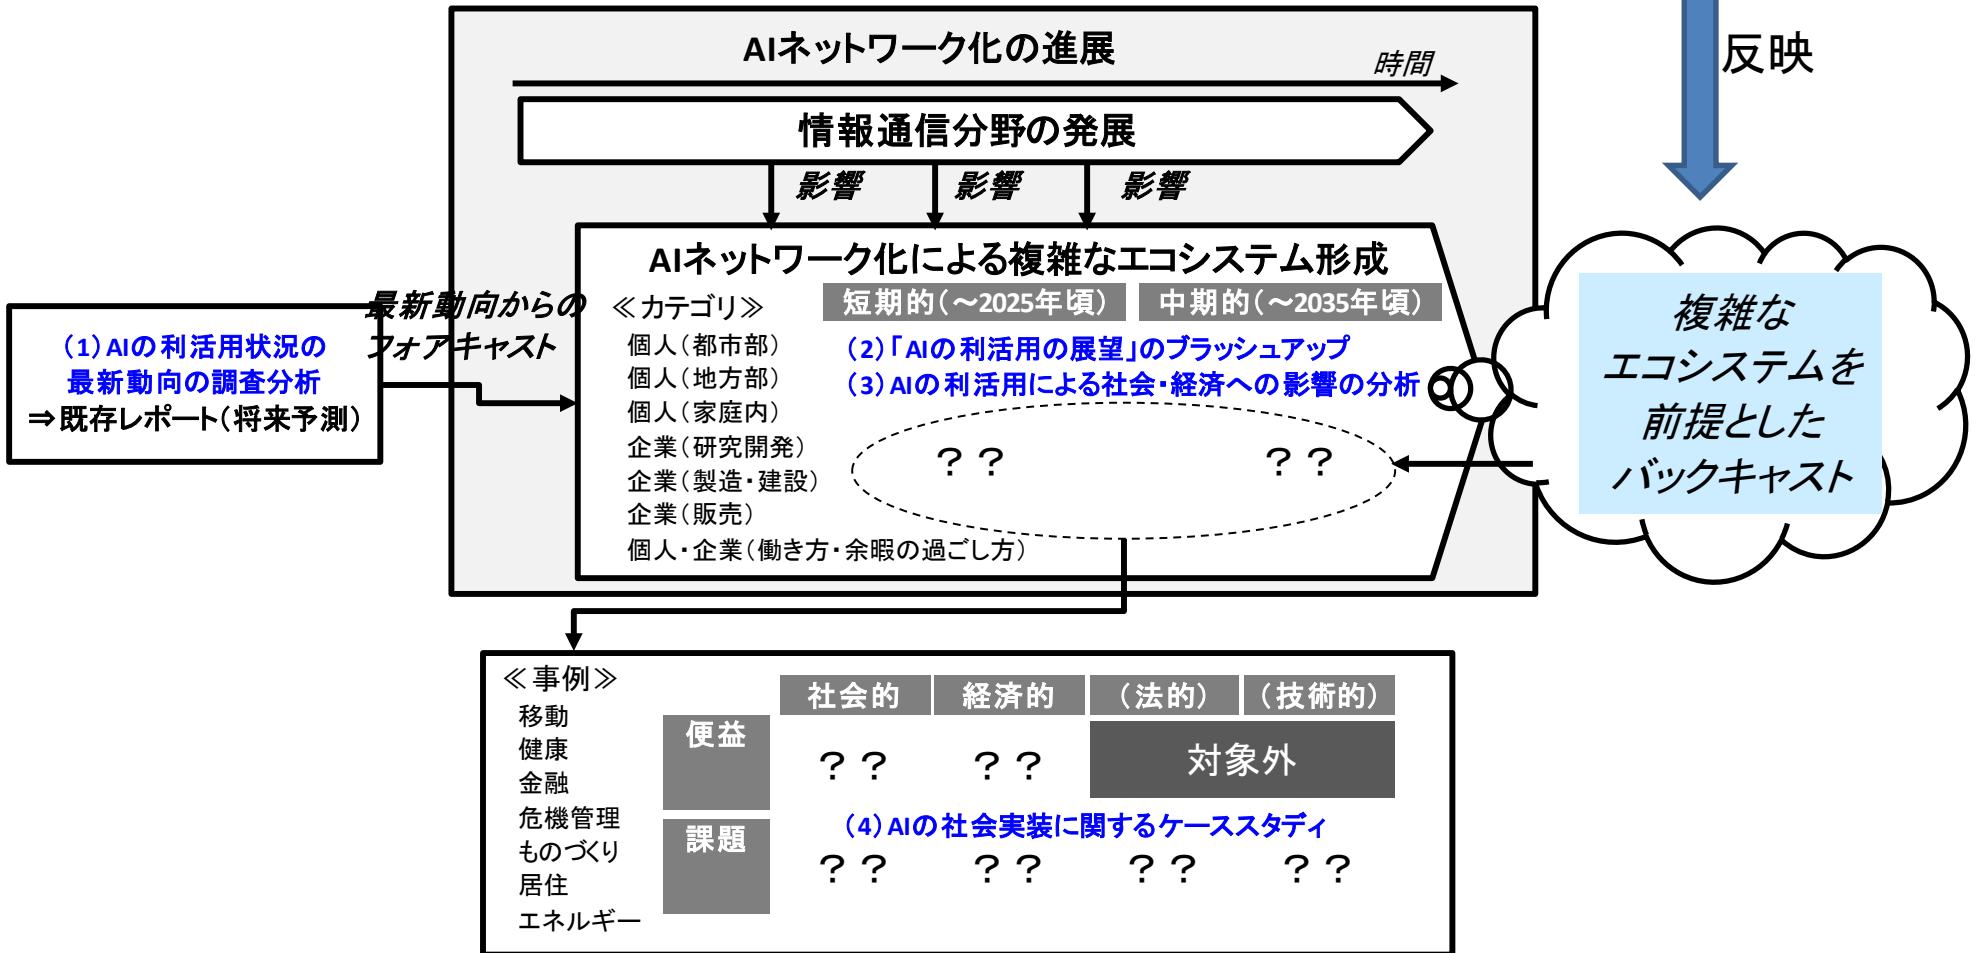 AIネットワーク化の進展
時間
反映
情報通信分野の発展
影響 影響 影響
AIネットワーク化による複雑なエコシステム形成
最新動向からの
フォアキャスト
(1)AIの利活用状況の
最新動向の調査分析
⇒既存レポート(将来予測)
≪カテゴリ≫
短期的(～2025年頃) 中期的(～2035年頃)
個人(都市部)
個人(地方部)
個人(家庭内)
企業(研究開発)
企業(製造・建設)
企業(販売)
個人・企業(働き方・余暇の過ごし方)
(2)「AIの利活用の展望」のブラッシュアップ
(3)AIの利活用による社会・経済への影響の分析
？？ ？？
複雑な
エコシステムを
前提とした
バックキャスト
≪事例≫
移動
健康
金融
危機管理
ものづくり
居住
エネルギー
社会的 経済的 (法的) (技術的)
便益
？？ ？？ 対象外
(4)AIの社会実装に関するケーススタディ
課題
？？ ？？ ？？ ？？